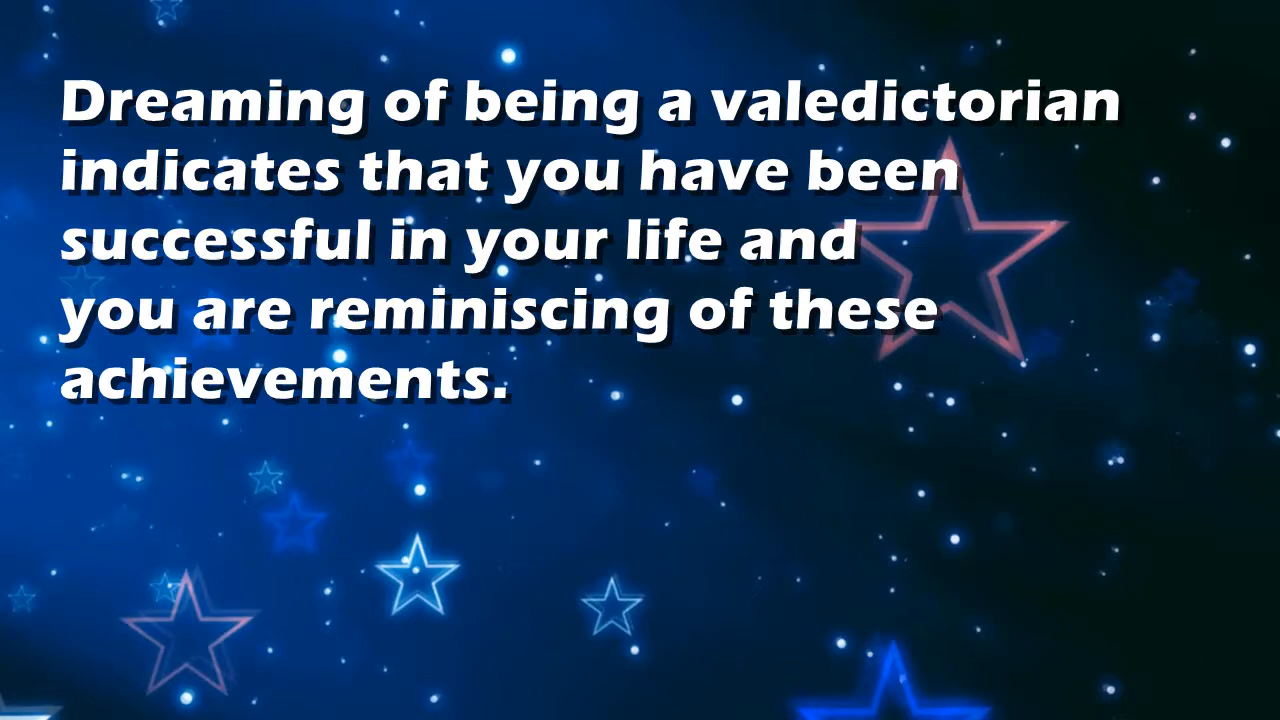 Dreaming of being a valedictorian
indicates that you have been
successful in your life and
you are reminiscing of these
achievements.